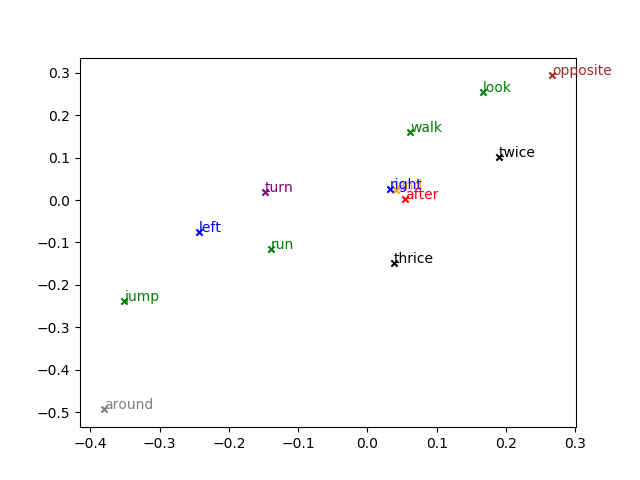 0.3
0.2
0.1
0.0
−0.1
−0.2
−0.3
−0.4
−0.5
opposite
look
walk
twice
turn
right
after
left
run
thrice
jump
around
−0.4 −0.3 −0.2 −0.1 0.0 0.1 0.2 0.3